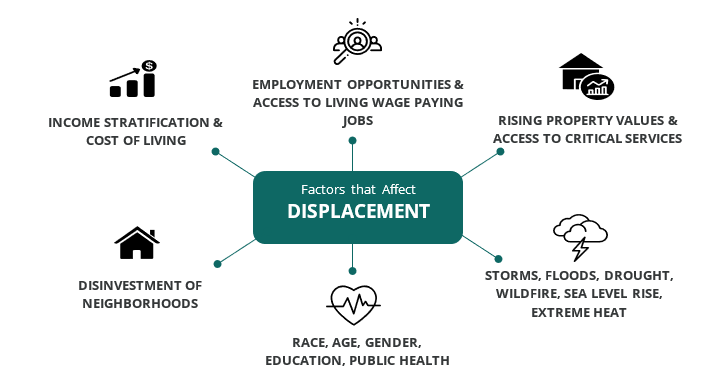 $
EMPLOYMENT OPPORTUNITIES &
ACCESS TO LIVING WAGE PAYING
JOBS
INCOME STRATIFICATION &
COST OF LIVING
RISING PROPERTY VALUES &
ACCESS TO CRITICAL SERVICES
Factors that Affect
DISPLACEMENT
DISINVESTMENT OF
NEIGHBORHOODS
STORMS, FLOODS, DROUGHT,
WILDFIRE, SEA LEVEL RISE,
EXTREME HEAT
RACE, AGE, GENDER,
EDUCATION, PUBLIC HEALTH